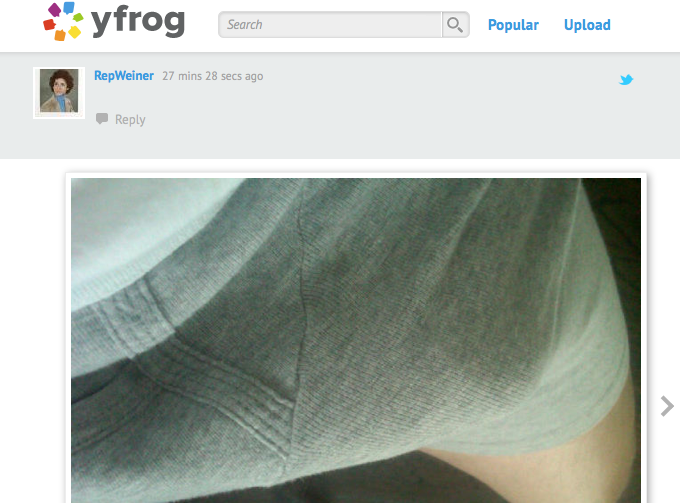 yfrog
Search
Popular
Upload
RepWeiner 27 mins 28 secs ago
Reply